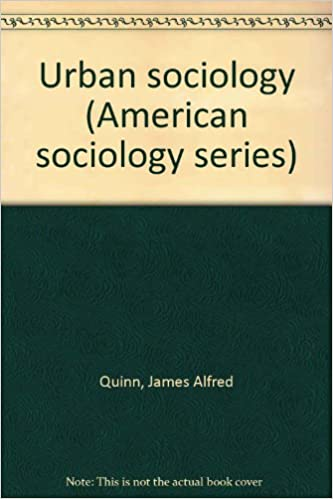 Urban sociology
(American
sociology series)
Quinn, James Alfred
Note: This is not the actual book cover